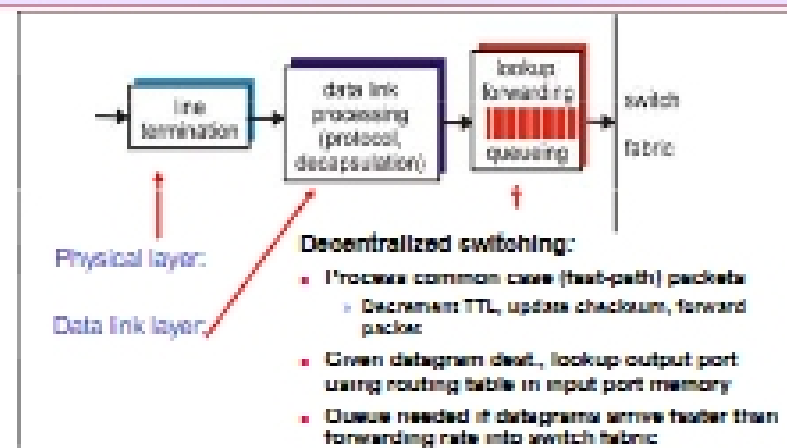 line
termination
data link
processing
(protocol,
decapsulation)
lookup
forwarding
queueing
switch
fabric
Physical layer:
Data link layer:
Decentralized switching:
Process common case (fast-path) packets
Decrement TTL, update checksum, forward
packet
Given datagram dest., lookup output port
using routing table in input port memory
Queue needed if datagrams arrive faster than
forwarding rate into switch fabric